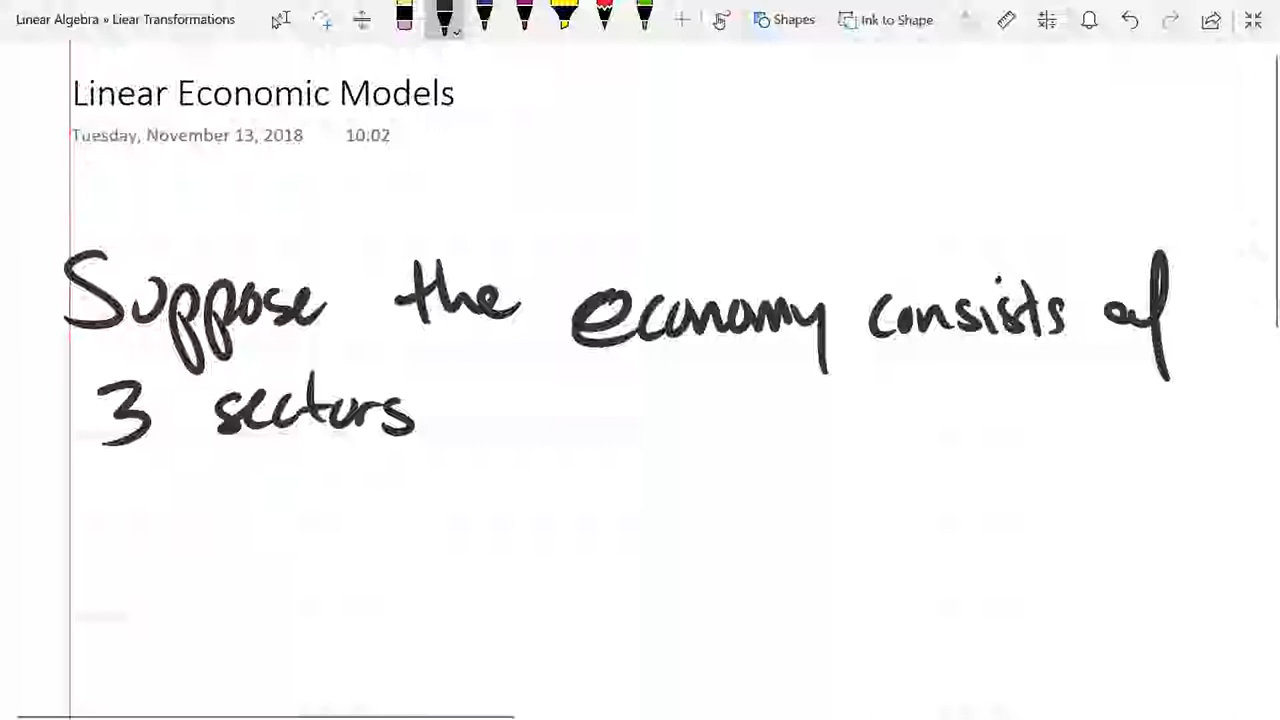 Linear Algebra » Liear Transformations
Shapes
Ink to Shape
Linear Economic Models
Tuesday, November 13, 2018 10:02
Suppose the economy consists of
3 sectors